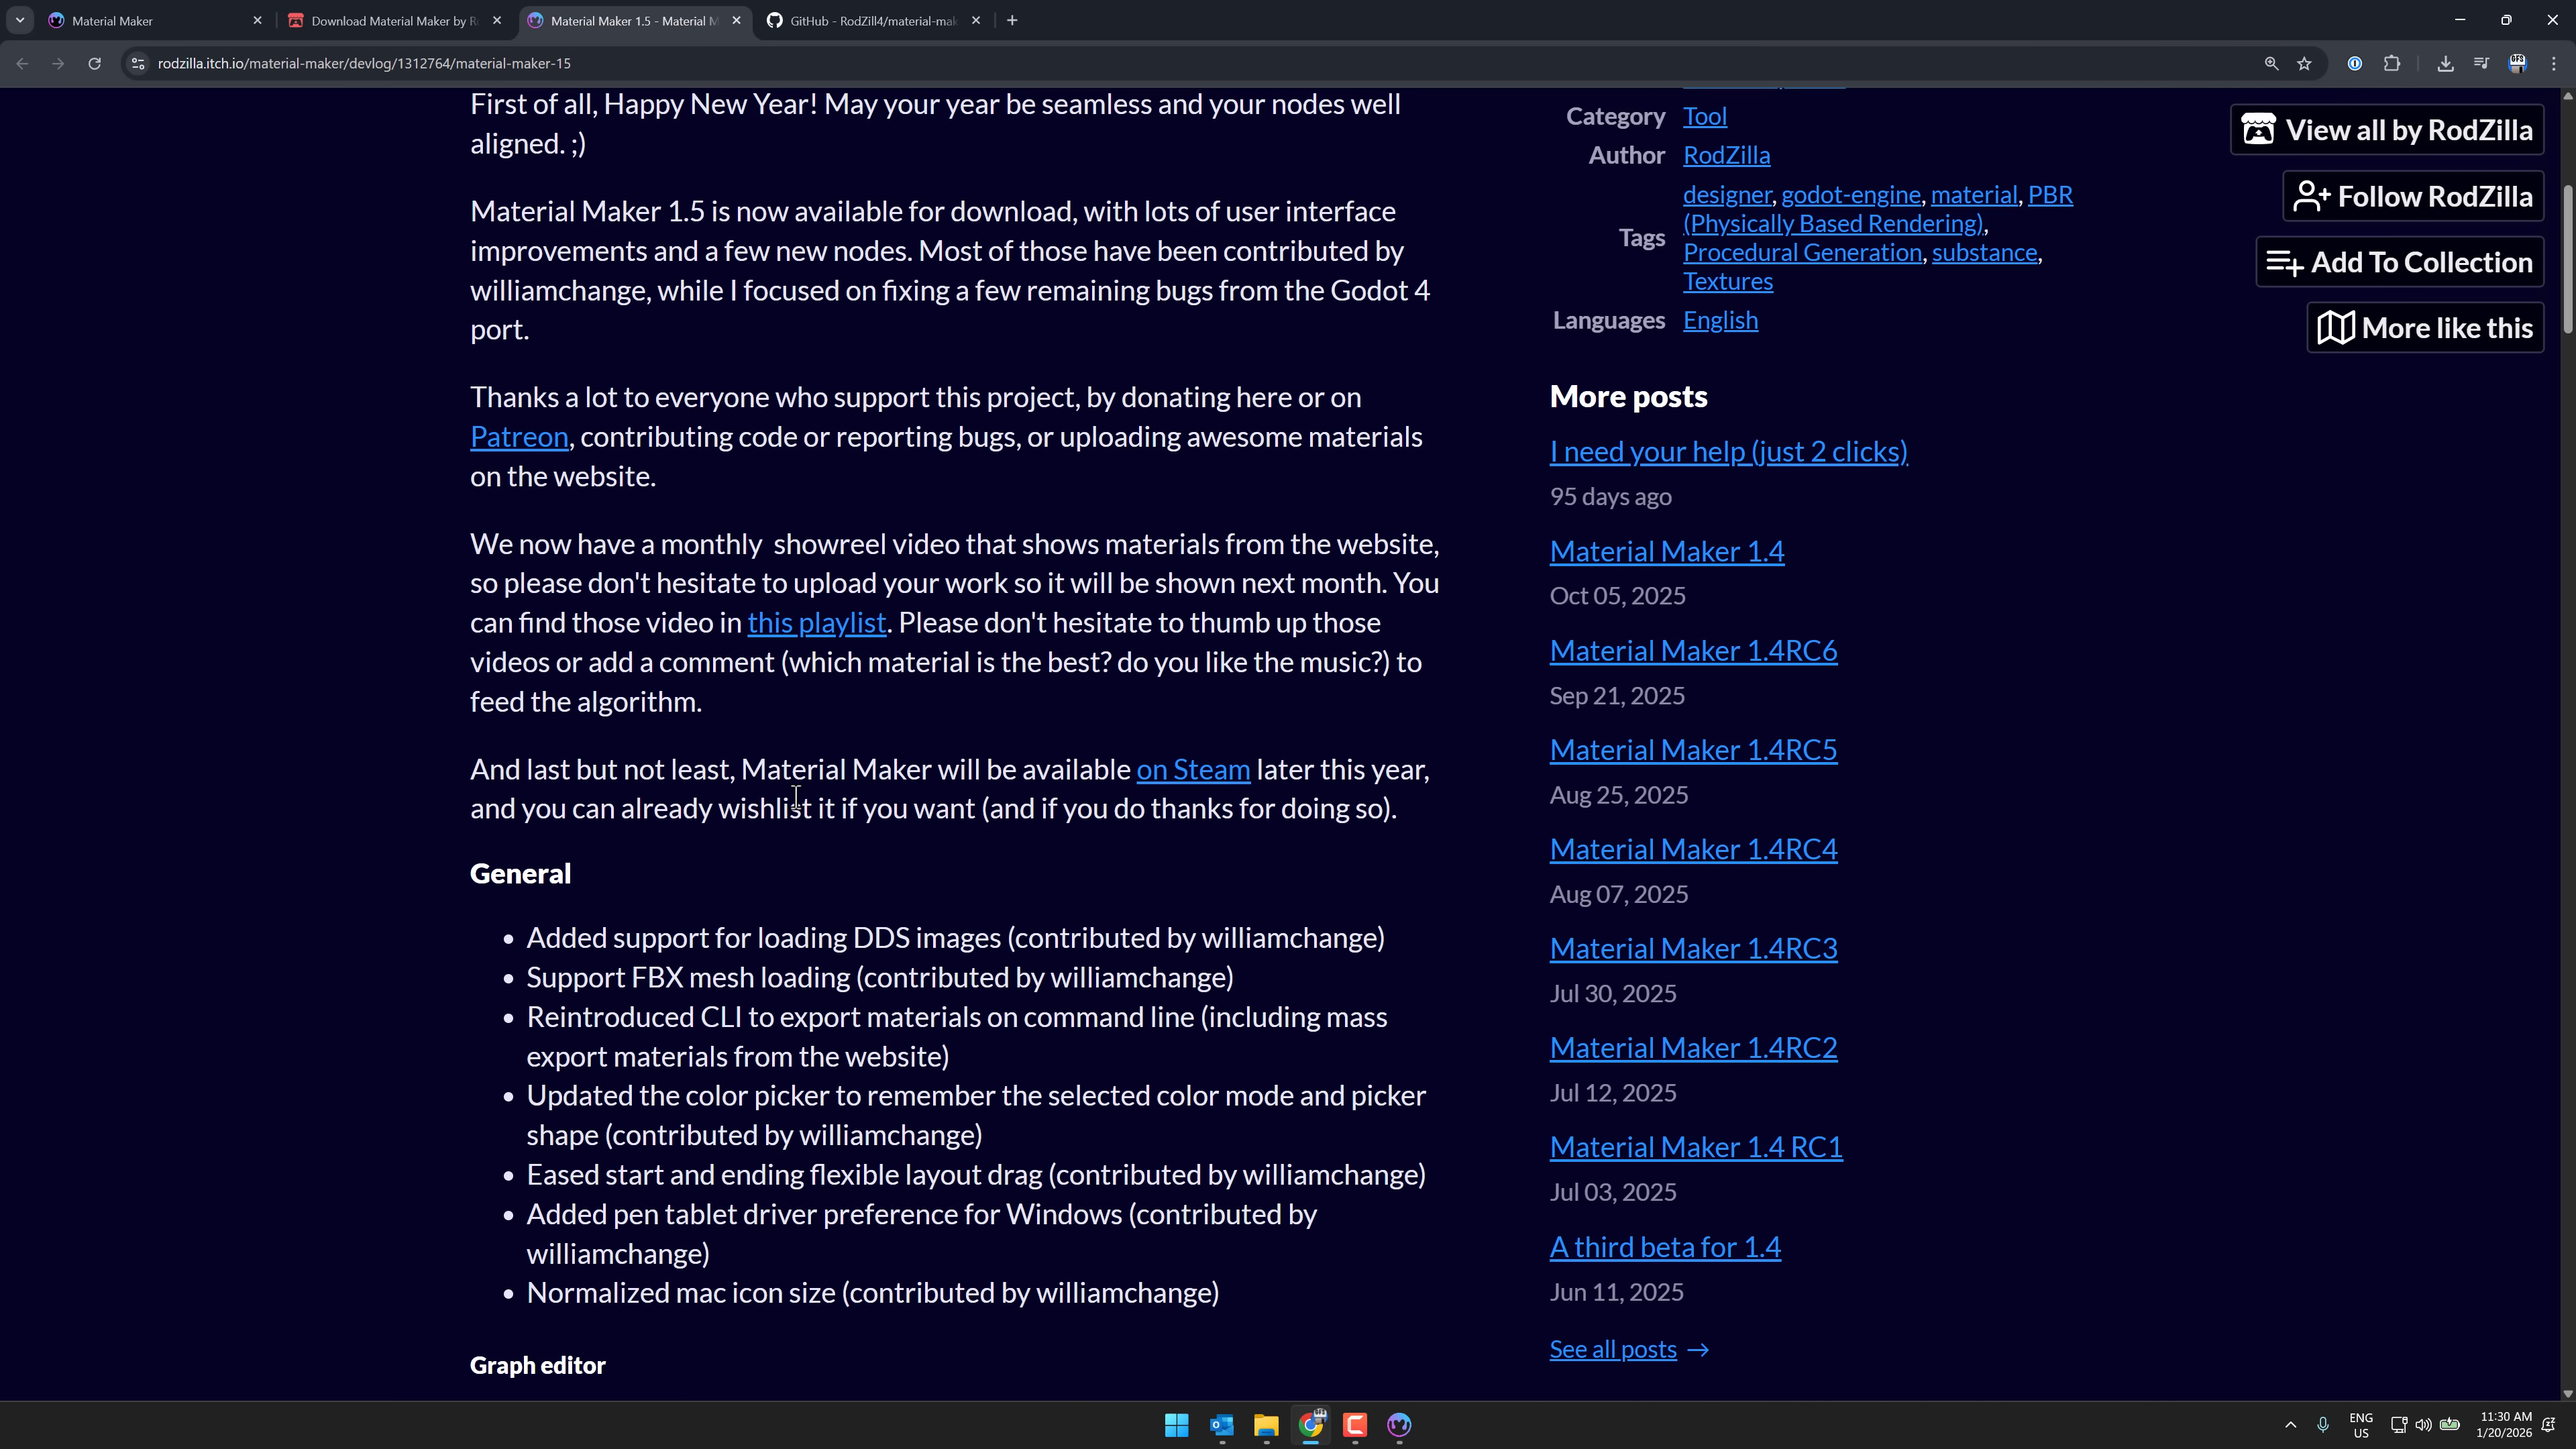 Material Maker
Download Material Maker by R
Material Maker 1.5 - Material M
GitHub - RodZill4/material-mak
rodzilla.itch.io/material-maker/devlog/1312764/material-maker-15
First of all, Happy New Year! May your year be seamless and your nodes well
aligned. ;)
Material Maker 1.5 is now available for download, with lots of user interface
improvements and a few new nodes. Most of those have been contributed by
williamchange, while I focused on fixing a few remaining bugs from the Godot 4
port.
Thanks a lot to everyone who support this project, by donating here or on
Patreon, contributing code or reporting bugs, or uploading awesome materials
on the website.
We now have a monthly  showreel video that shows materials from the website,
so please don't hesitate to upload your work so it will be shown next month. You
can find those video in this playlist. Please don't hesitate to thumb up those
videos or add a comment (which material is the best? do you like the music?) to
feed the algorithm.
And last but not least, Material Maker will be available on Steam later this year,
and you can already wishlist it if you want (and if you do thanks for doing so).
General
• Added support for loading DDS images (contributed by williamchange)
• Support FBX mesh loading (contributed by williamchange)
• Reintroduced CLI to export materials on command line (including mass
export materials from the website)
• Updated the color picker to remember the selected color mode and picker
shape (contributed by williamchange)
• Eased start and ending flexible layout drag (contributed by williamchange)
• Added pen tablet driver preference for Windows (contributed by
williamchange)
• Normalized mac icon size (contributed by williamchange)
Graph editor
Category Tool
Author RodZilla
Tags designer, godot-engine, material, PBR
(Physically Based Rendering),
Procedural Generation, substance,
Textures
Languages English
More posts
I need your help (just 2 clicks)
95 days ago
Material Maker 1.4
Oct 05, 2025
Material Maker 1.4RC6
Sep 21, 2025
Material Maker 1.4RC5
Aug 25, 2025
Material Maker 1.4RC4
Aug 07, 2025
Material Maker 1.4RC3
Jul 30, 2025
Material Maker 1.4RC2
Jul 12, 2025
Material Maker 1.4 RC1
Jul 03, 2025
A third beta for 1.4
Jun 11, 2025
See all posts →
View all by RodZilla
Follow RodZilla
Add To Collection
More like this
ENG
US
11:30 AM
1/20/2026